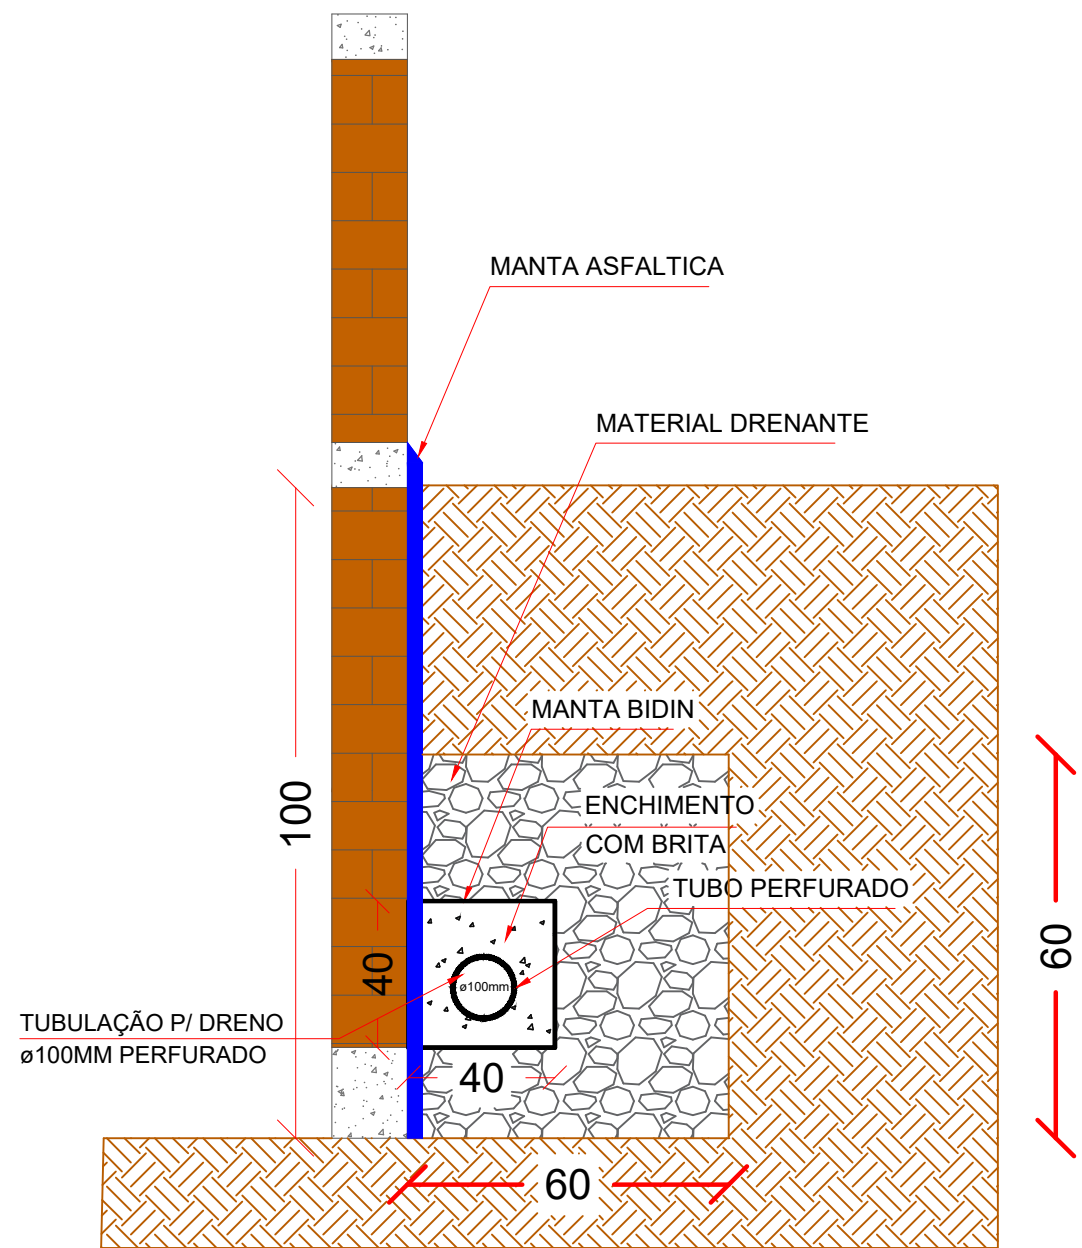 MANTA ASFALTICA
MATERIAL DRENANTE
MANTA BIDIN
ENCHIMENTO
COM BRITA
TUBO PERFURADO
100
40
ø100mm
60
TUBULAÇÃO P/ DRENO
ø100MM PERFURADO
40
60